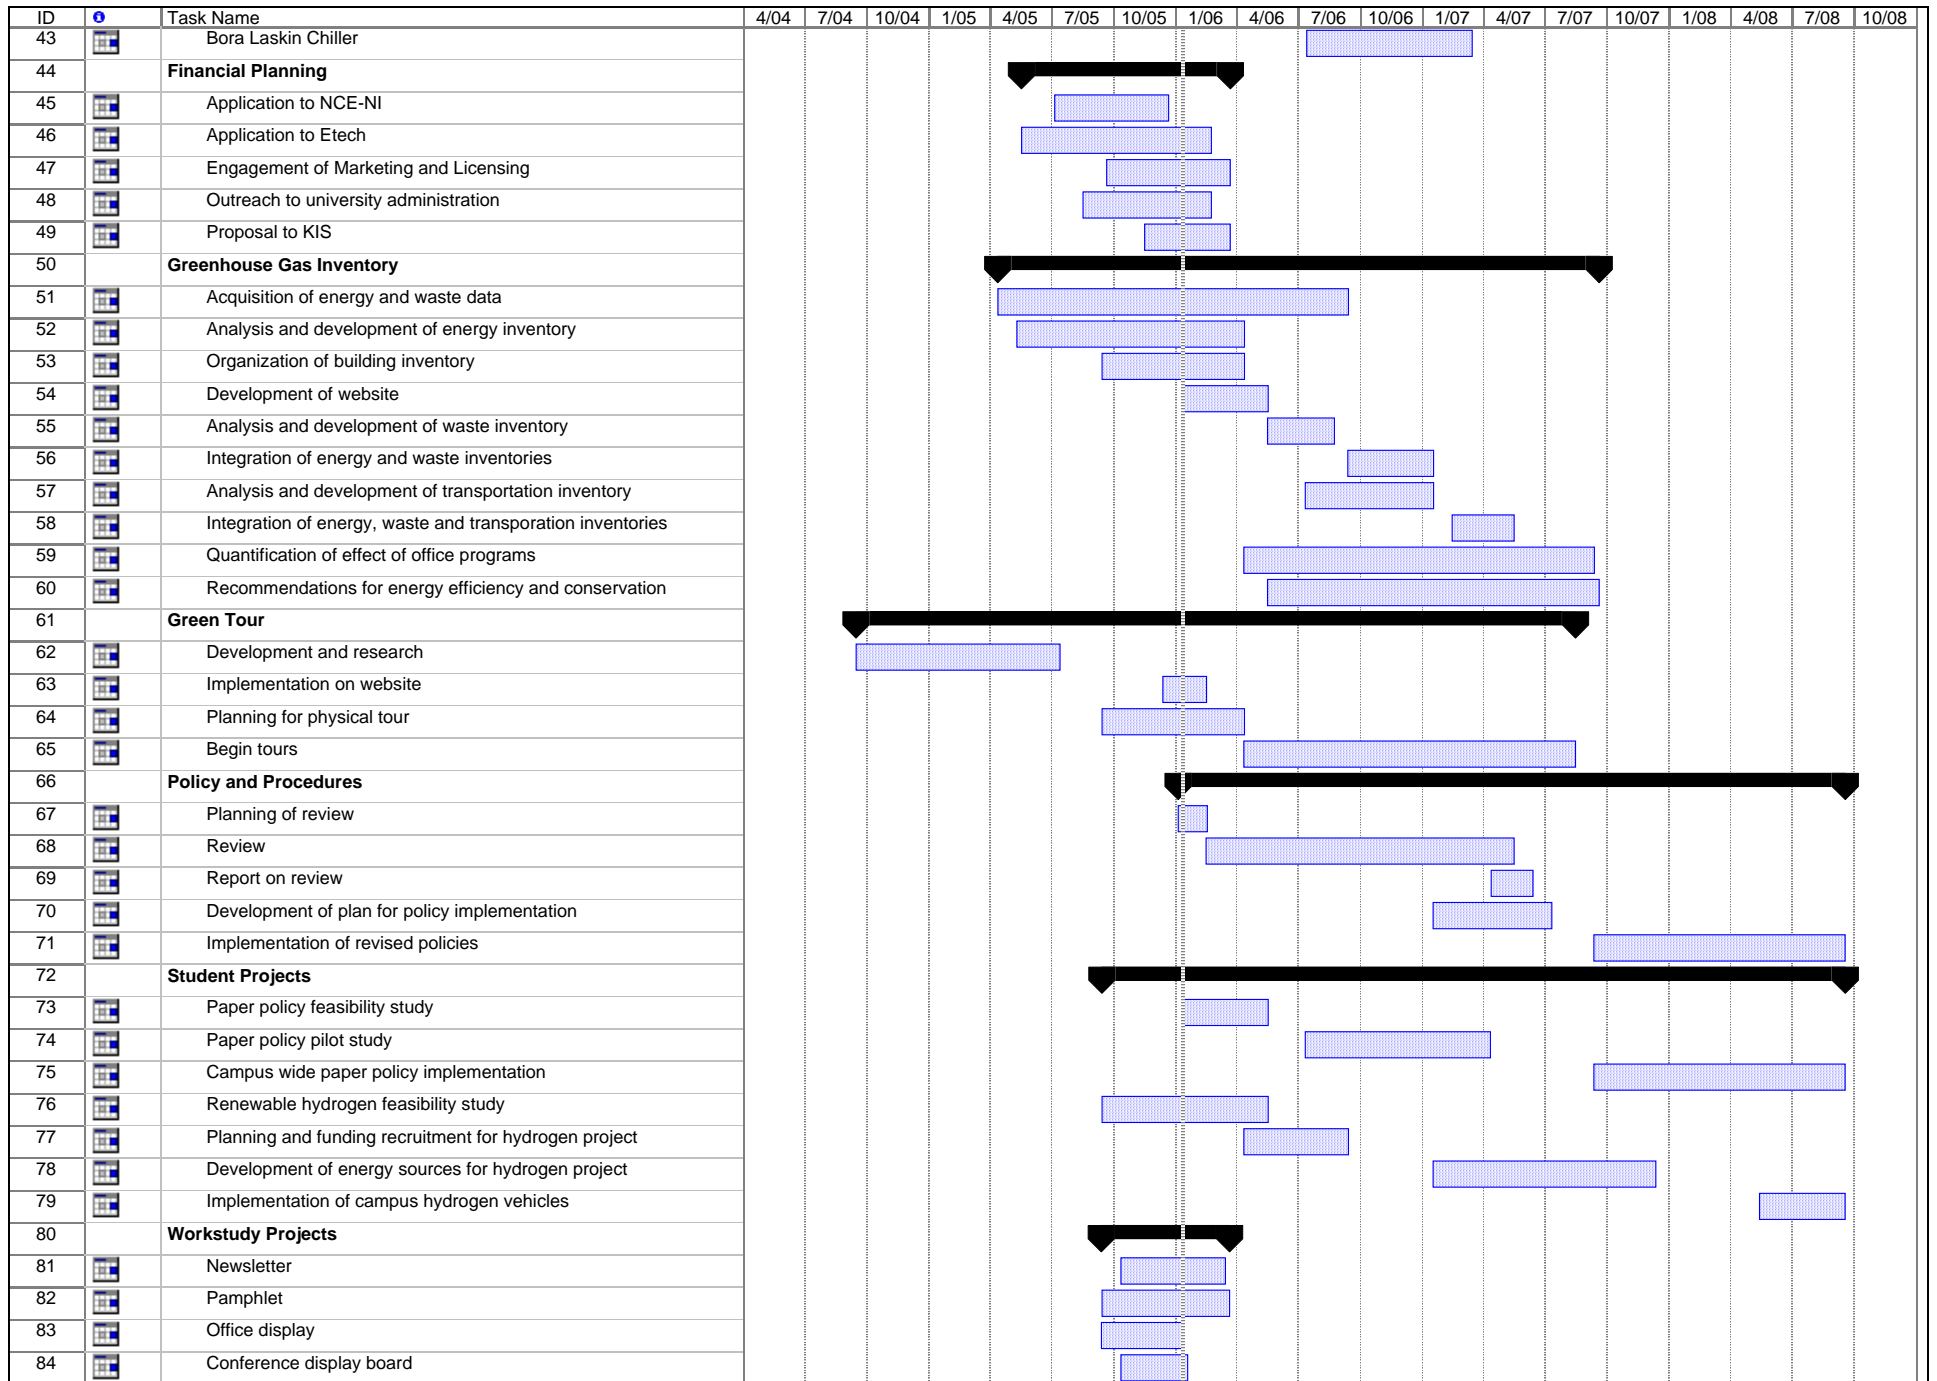 ID Task Name 4/04 7/04 10/04 1/05 4/05 7/05 10/05 1/06 4/06 7/06 10/06 1/07 4/07 7/07 10/07 1/08 4/08 7/08 10/08
43 Bora Laskin Chiller
44 Financial Planning
45 Application to NCE-NI
46 Application to Etech
47 Engagement of Marketing and Licensing
48 Outreach to university administration
49 Proposal to KIS
50 Greenhouse Gas Inventory
51 Acquisition of energy and waste data
52 Analysis and development of energy inventory
53 Organization of building inventory
54 Development of website
55 Analysis and development of waste inventory
56 Integration of energy and waste inventories
57 Analysis and development of transportation inventory
58 Integration of energy, waste and transporation inventories
59 Quantification of effect of office programs
60 Recommendations for energy efficiency and conservation
61 Green Tour
62 Development and research
63 Implementation on website
64 Planning for physical tour
65 Begin tours
66 Policy and Procedures
67 Planning of review
68 Review
69 Report on review
70 Development of plan for policy implementation
71 Implementation of revised policies
72 Student Projects
73 Paper policy feasibility study
74 Paper policy pilot study
75 Campus wide paper policy implementation
76 Renewable hydrogen feasibility study
77 Planning and funding recruitment for hydrogen project
78 Development of energy sources for hydrogen project
79 Implementation of campus hydrogen vehicles
80 Workstudy Projects
81 Newsletter
82 Pamphlet
83 Office display
84 Conference display board